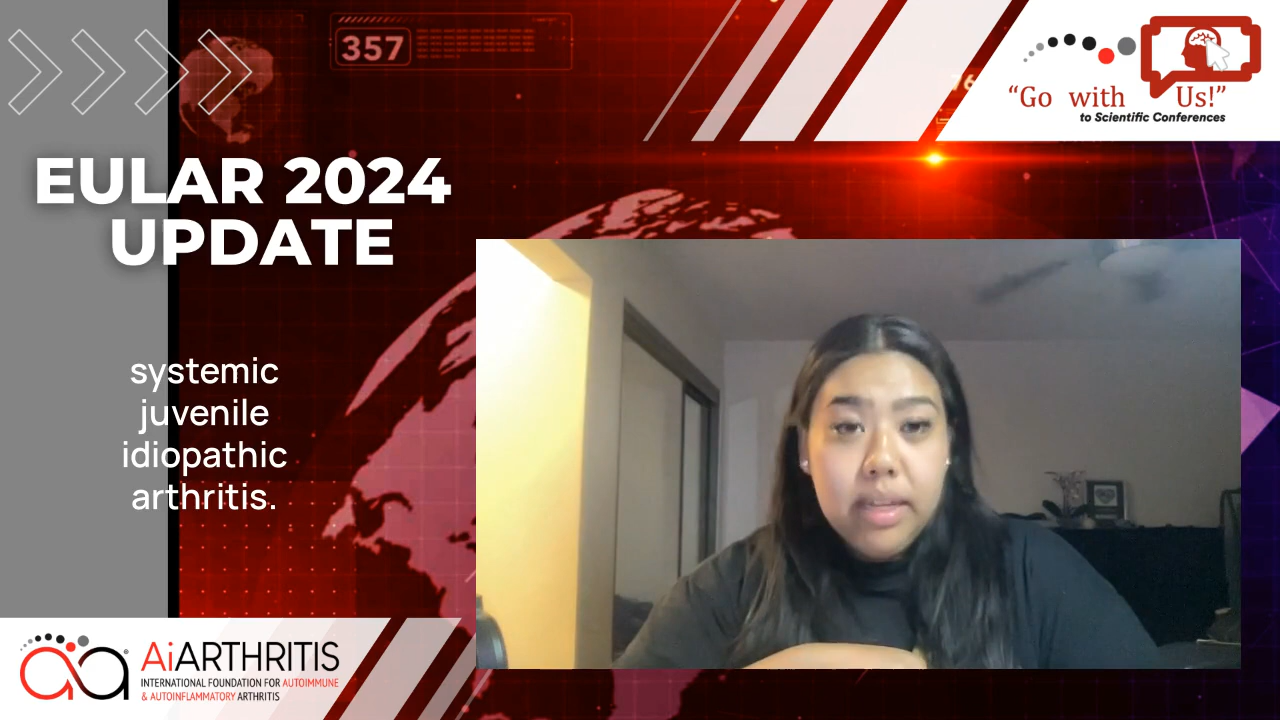 357
“Go with Us!”
to Scientific Conferences
EULAR 2024
UPDATE
systemic
juvenile
idiopathic
arthritis.
AiARTHRITIS
INTERNATIONAL FOUNDATION FOR AUTOIMMUNE
& AUTOINFLAMMATORY ARTHRITIS